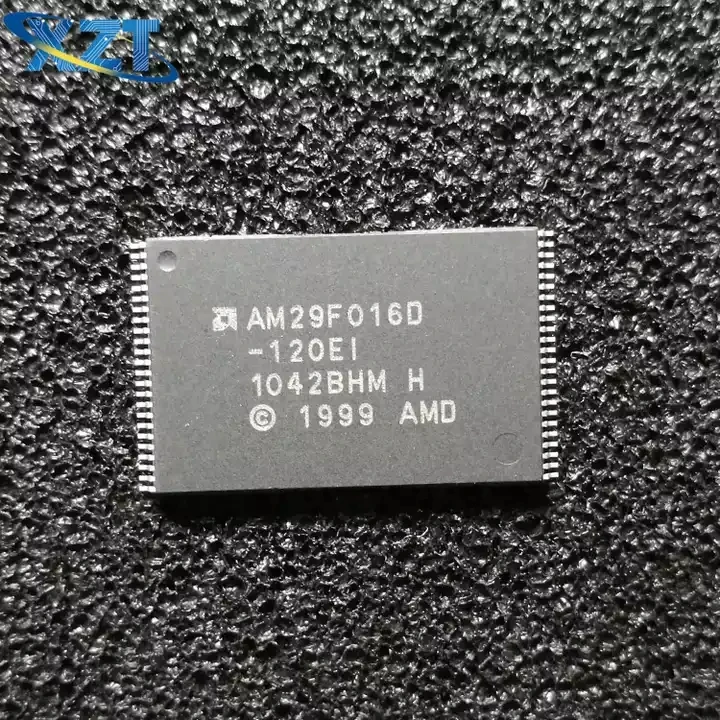 XZT
AM29F016D
-120EI
1042BHM H
© 1999 AMD